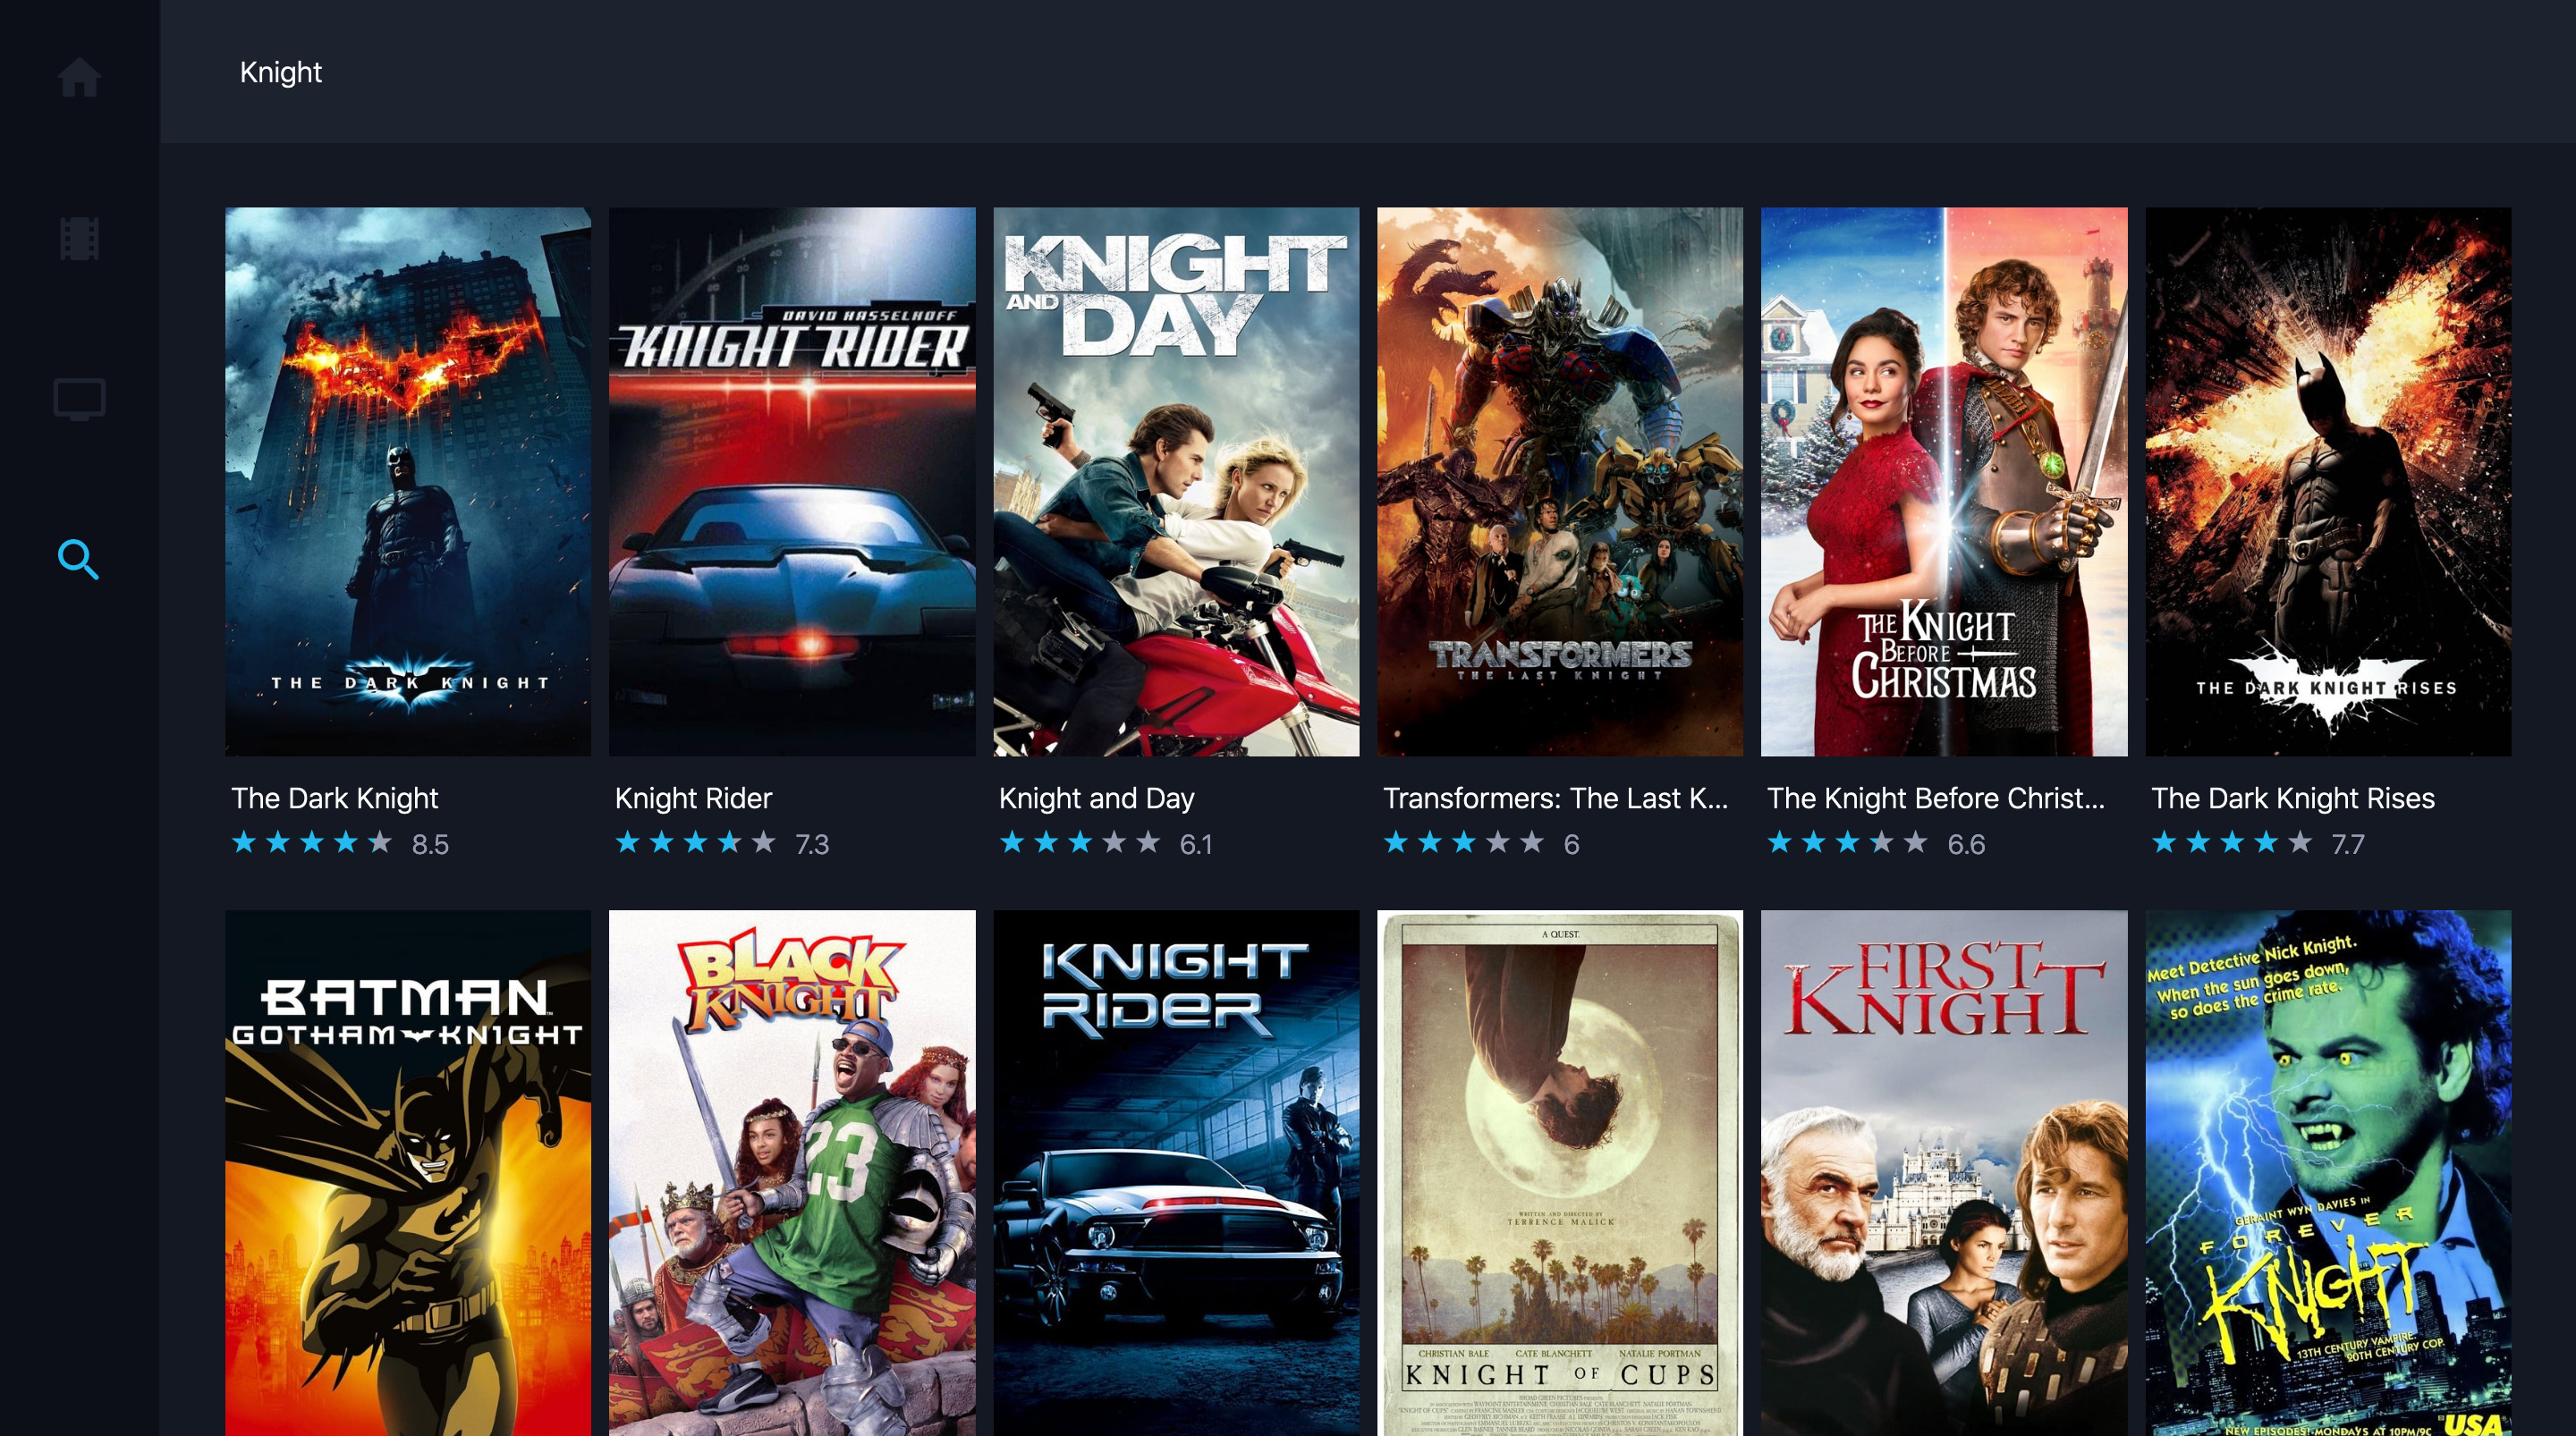 Knight
THE DARK KNIGHT
DAVID HASSELHOFF
KNIGHT RIDER
KNIGHT
AND
DAY
TRANSFORMERS
THE LAST KNIGHT
THE KNIGHT
BEFORE
CHRISTMAS
THE DARK KNIGHT RISES
The Dark Knight
8.5
Knight Rider
7.3
Knight and Day
6.1
Transformers: The Last K...
6
The Knight Before Christ...
6.6
The Dark Knight Rises
7.7
BATMAN
GOTHAM KNIGHT
BLACK
KNIGHT
23
KNIGHT
RIDER
A QUEST.
WRITTEN AND DIRECTED BY
TERRENCE MALICK
CHRISTIAN BALE CATE BLANCHETT NATALIE PORTMAN
KNIGHT OF CUPS
FIRST
KNIGHT
Meet Detective Nick Knight.
When the sun goes down,
so does the crime rate.
GERAINT WYN DAVIES IN
FOREVER
KNIGHT
13TH CENTURY VAMPIRE.
20TH CENTURY COP.
USA
NEW EPISODES! MONDAYS AT 10PM/9C